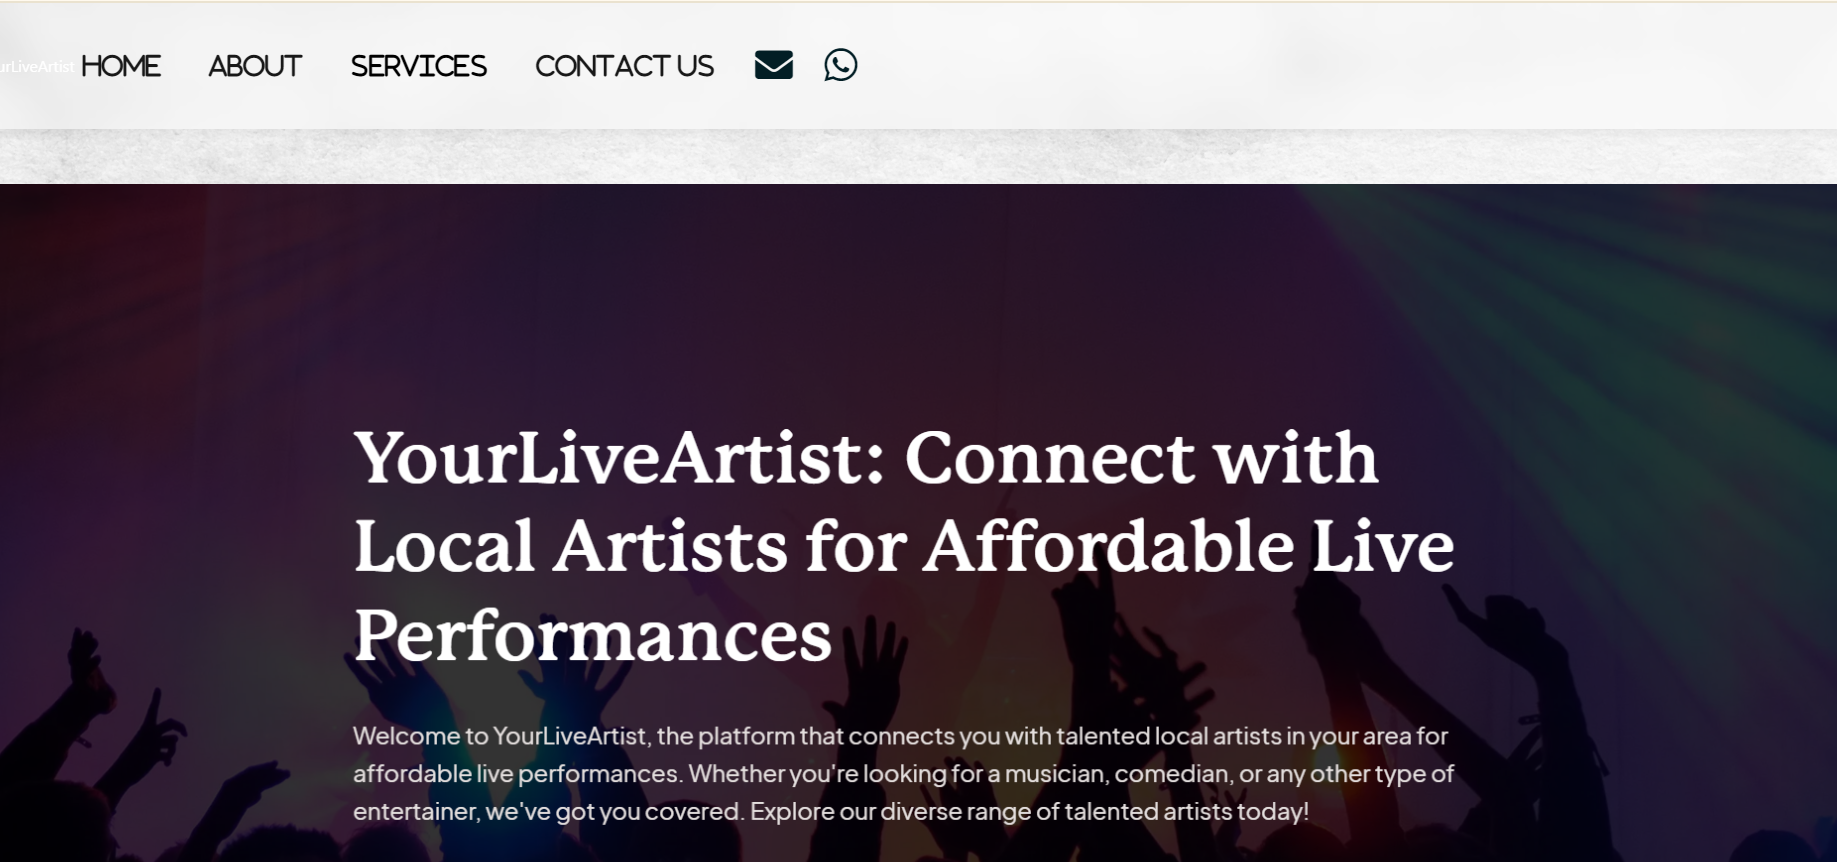 urLiveArtist HOME ABOUT SERVICES CONTACT US
YourLiveArtist: Connect with
Local Artists for Affordable Live
Performances
Welcome to YourLiveArtist, the platform that connects you with talented local artists in your area for
affordable live performances. Whether you're looking for a musician, comedian, or any other type of
entertainer, we've got you covered. Explore our diverse range of talented artists today!